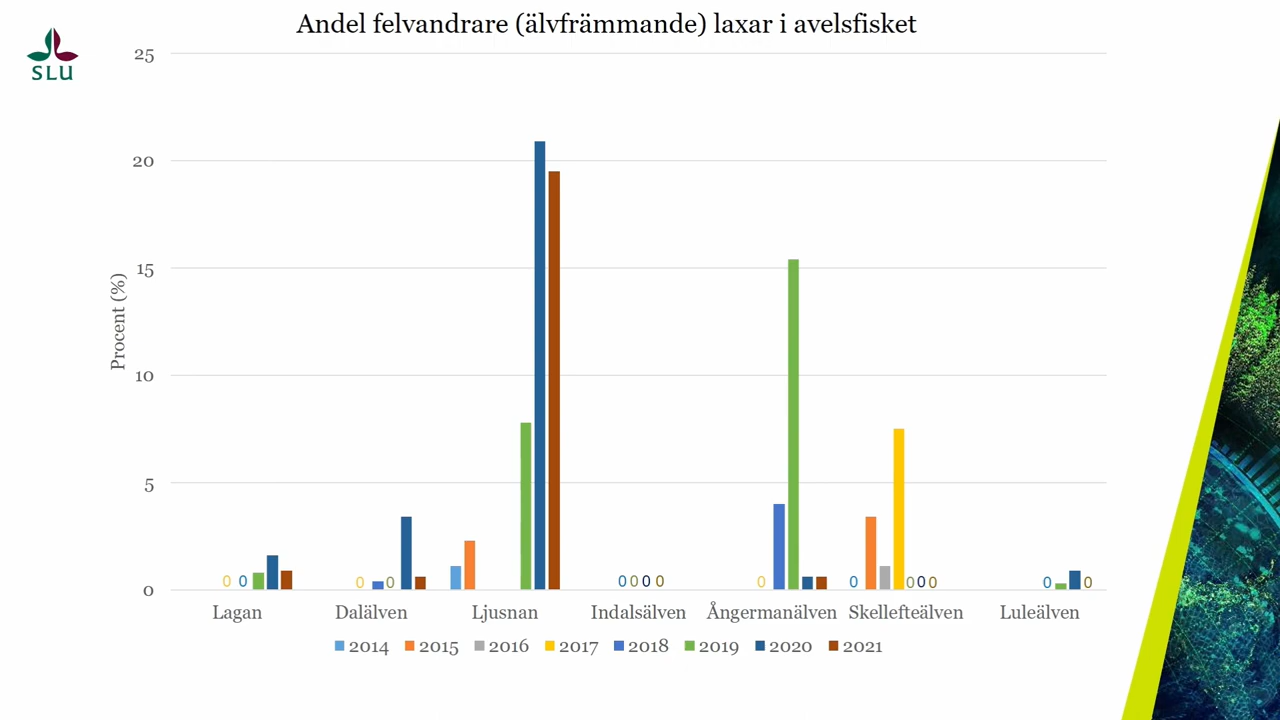 Andel felvandrare (älvfrämmande) laxar i avelsfisket
SLU
Procent (%)
25
20
15
10
5
0
0 0
0 0
0 0 0 0
0
0 0 0 0
0 0
Lagan Dalälven Ljusnan Indalsälven Ångermanälven Skellefteälven Luleälven
2014 2015 2016 2017 2018 2019 2020 2021